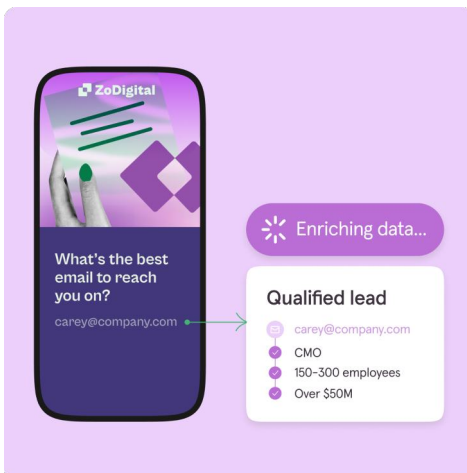 ZoDigital
What's the best
email to reach
you on?
carey@company.com
Enriching data...
Qualified lead
carey@company.com
CMO
150-300 employees
Over $50M